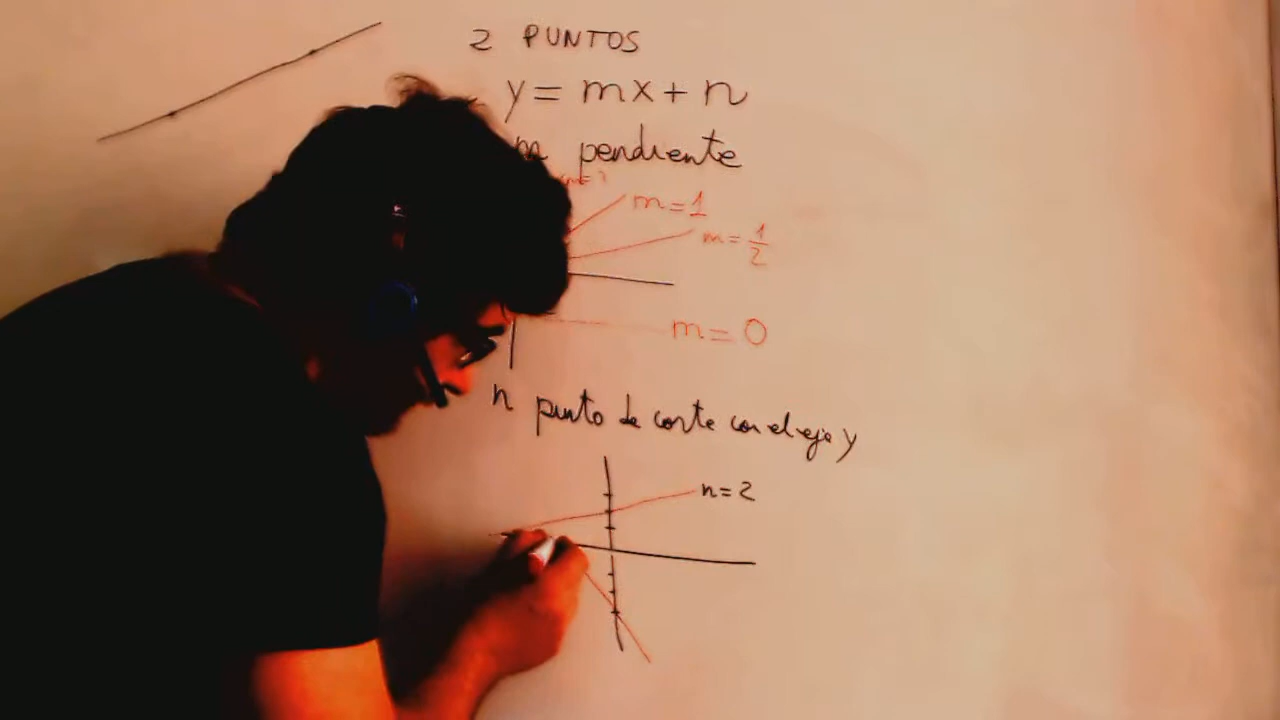 2 PUNTOS
y = mx + n
m pendiente
m = 1
m = 1/2
m = 0
n punto de corte con el eje y
n = 2